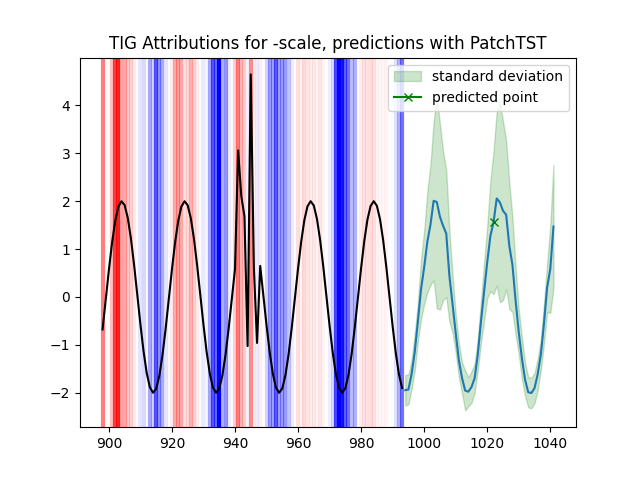 TIG Attributions for -scale, predictions with PatchTST
standard deviation
predicted point
4
3
2
1
0
−1
−2
900 920 940 960 980 1000 1020 1040